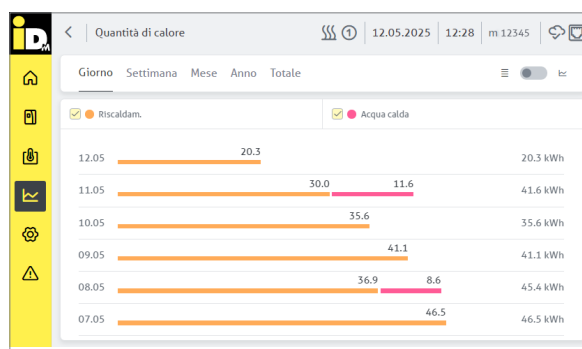 iDM
Quantità di calore
1
12.05.2025
12:28
m 12345
Giorno Settimana Mese Anno Totale
Riscaldam.
Acqua calda
12.05 20.3 20.3 kWh
11.05 30.0 11.6 41.6 kWh
10.05 35.6 35.6 kWh
09.05 41.1 41.1 kWh
08.05 36.9 8.6 45.4 kWh
07.05 46.5 46.5 kWh